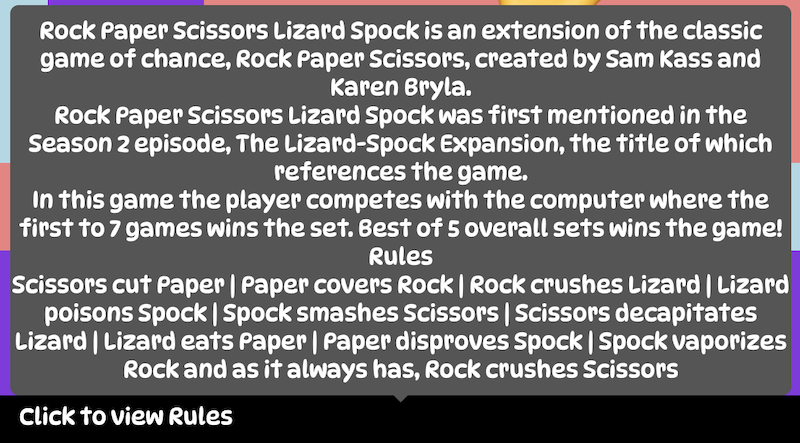 Rock Paper Scissors Lizard Spock is an extension of the classic
game of chance, Rock Paper Scissors, created by Sam Kass and
Karen Bryla.
Rock Paper Scissors Lizard Spock was first mentioned in the
Season 2 episode, The Lizard-Spock Expansion, the title of which
references the game.
In this game the player competes with the computer where the
first to 7 games wins the set. Best of 5 overall sets wins the game!
Rules
Scissors cut Paper | Paper covers Rock | Rock crushes Lizard | Lizard
poisons Spock | Spock smashes Scissors | Scissors decapitates
Lizard | Lizard eats Paper | Paper disproves Spock | Spock vaporizes
Rock and as it always has, Rock crushes Scissors
Click to view Rules